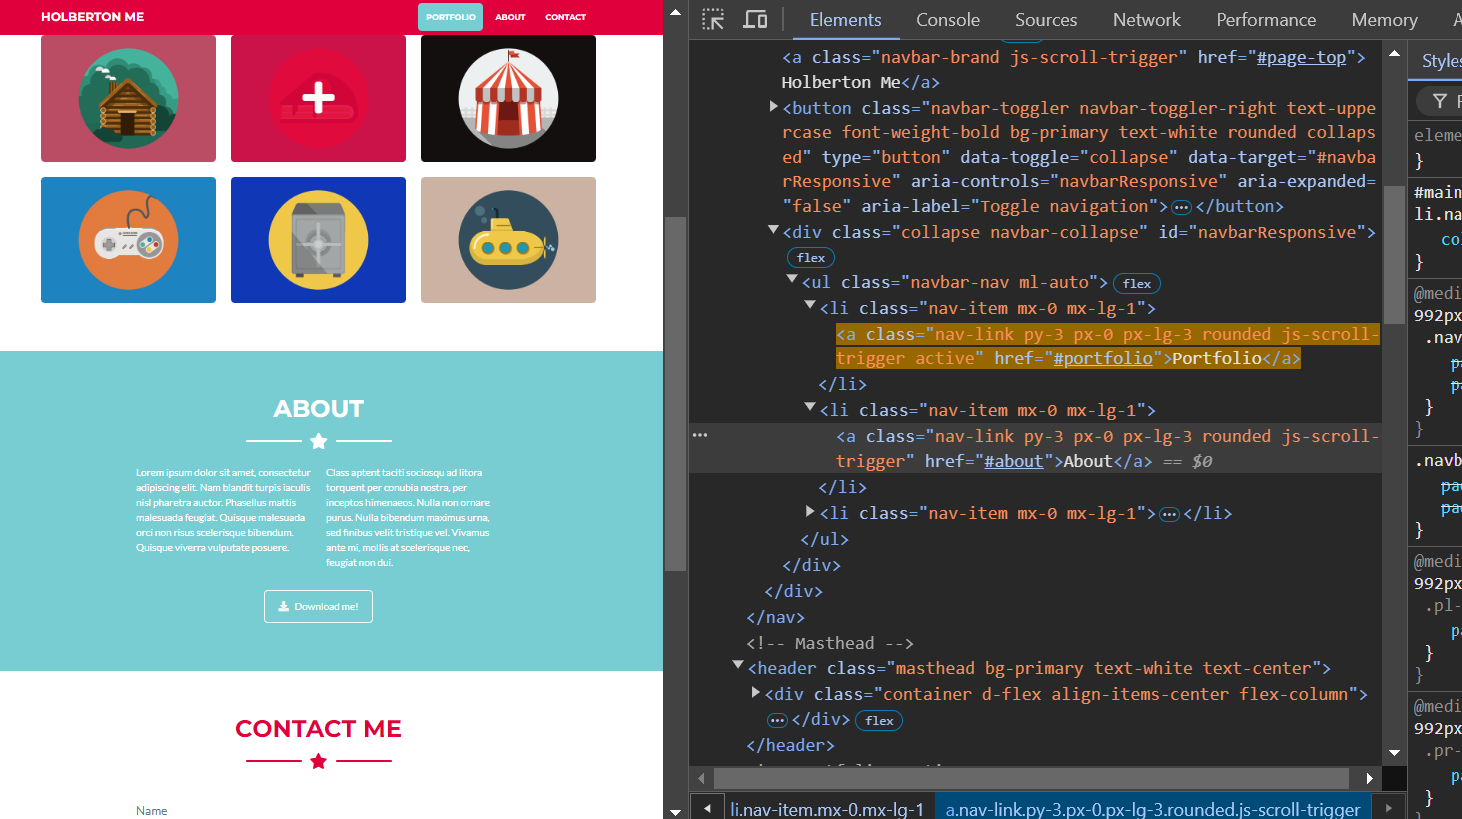 HOLBERTON ME
PORTFOLIO
ABOUT
CONTACT
ABOUT
Lorem ipsum dolor sit amet, consectetur
adipiscing elit. Nam blandit turpis iaculis
nisl pharetra auctor. Phasellus mattis
malesuada feugiat. Quisque malesuada
orci non risus scelerisque bibendum.
Quisque viverra vulputate posuere.
Class aptent taciti sociosqu ad litora
torquent per conubia nostra, per
inceptos himenaeos. Nulla non ornare
purus. Nulla bibendum maximus urna,
sed finibus velit tristique vel. Vivamus
ante mi, mollis at scelerisque nec,
feugiat non dui.
Download me!
CONTACT ME
Name
Elements
Console
Sources
Network
Performance
Memory
A
<a class="navbar-brand js-scroll-trigger" href="#page-top">
Holberton Me</a>
<button class="navbar-toggler navbar-toggler-right text-uppe
rcase font-weight-bold bg-primary text-white rounded collaps
ed" type="button" data-toggle="collapse" data-target="#navba
rResponsive" aria-controls="navbarResponsive" aria-expanded=
"false" aria-label="Toggle navigation">…</button>
<div class="collapse navbar-collapse" id="navbarResponsive">
flex
<ul class="navbar-nav ml-auto"> flex
<li class="nav-item mx-0 mx-lg-1">
<a class="nav-link py-3 px-0 px-lg-3 rounded js-scroll-
trigger active" href="#portfolio">Portfolio</a>
</li>
<li class="nav-item mx-0 mx-lg-1">
<a class="nav-link py-3 px-0 px-lg-3 rounded js-scroll-
trigger" href="#about">About</a> == $0
</li>
<li class="nav-item mx-0 mx-lg-1">…</li>
</ul>
</div>
</div>
</nav>
<!-- Masthead -->
<header class="masthead bg-primary text-white text-center">
<div class="container d-flex align-items-center flex-column">
…</div> flex
</header>
li.nav-item.mx-0.mx-lg-1
a.nav-link.py-3.px-0.px-lg-3.rounded.js-scroll-trigger
Styles
F
eleme
}
#main
li.na
col
}
@medi
992px
.nav
pa
pa
}
}
.navb
pad
pad
}
@medi
992px
.pl-
pa
}
}
@medi
992px
.pr-
pa
}